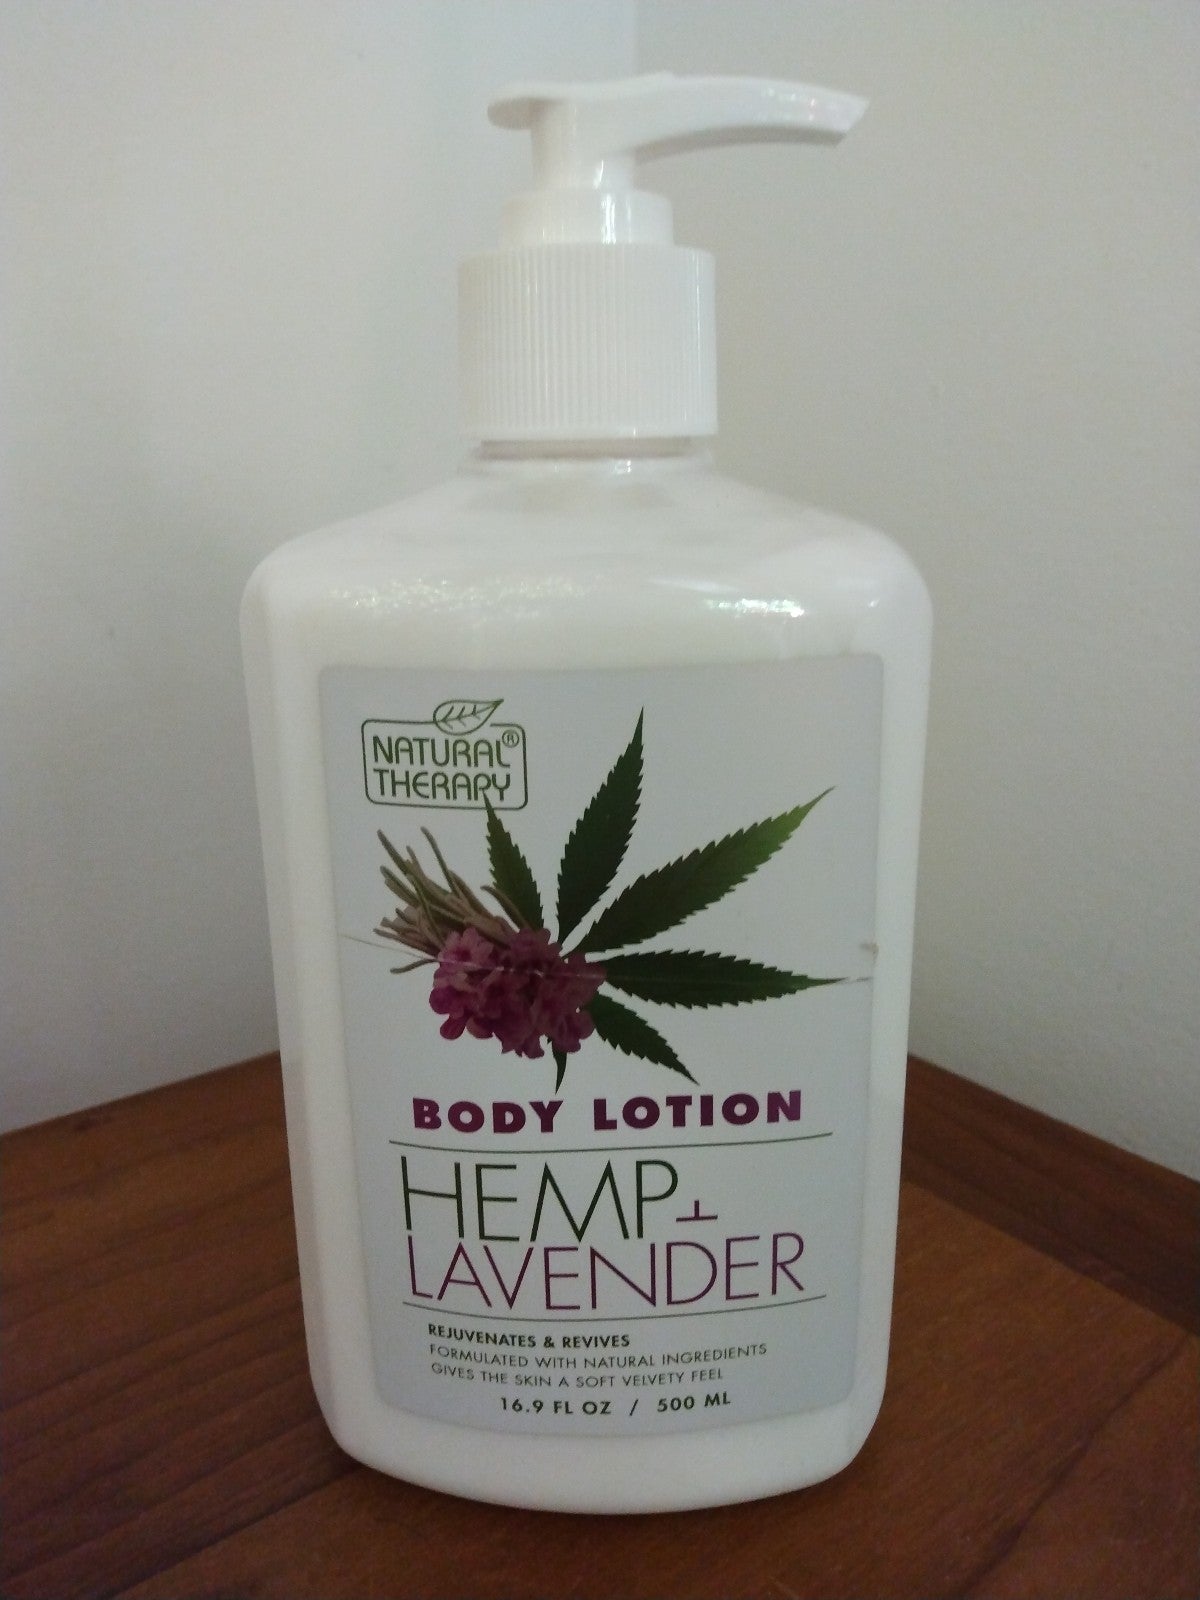 NATURAL®
THERAPY
BODY LOTION
HEMP+
LAVENDER
REJUVENATES & REVIVES
FORMULATED WITH NATURAL INGREDIENTS
GIVES THE SKIN A SOFT VELVETY FEEL
16.9 FL OZ / 500 ML